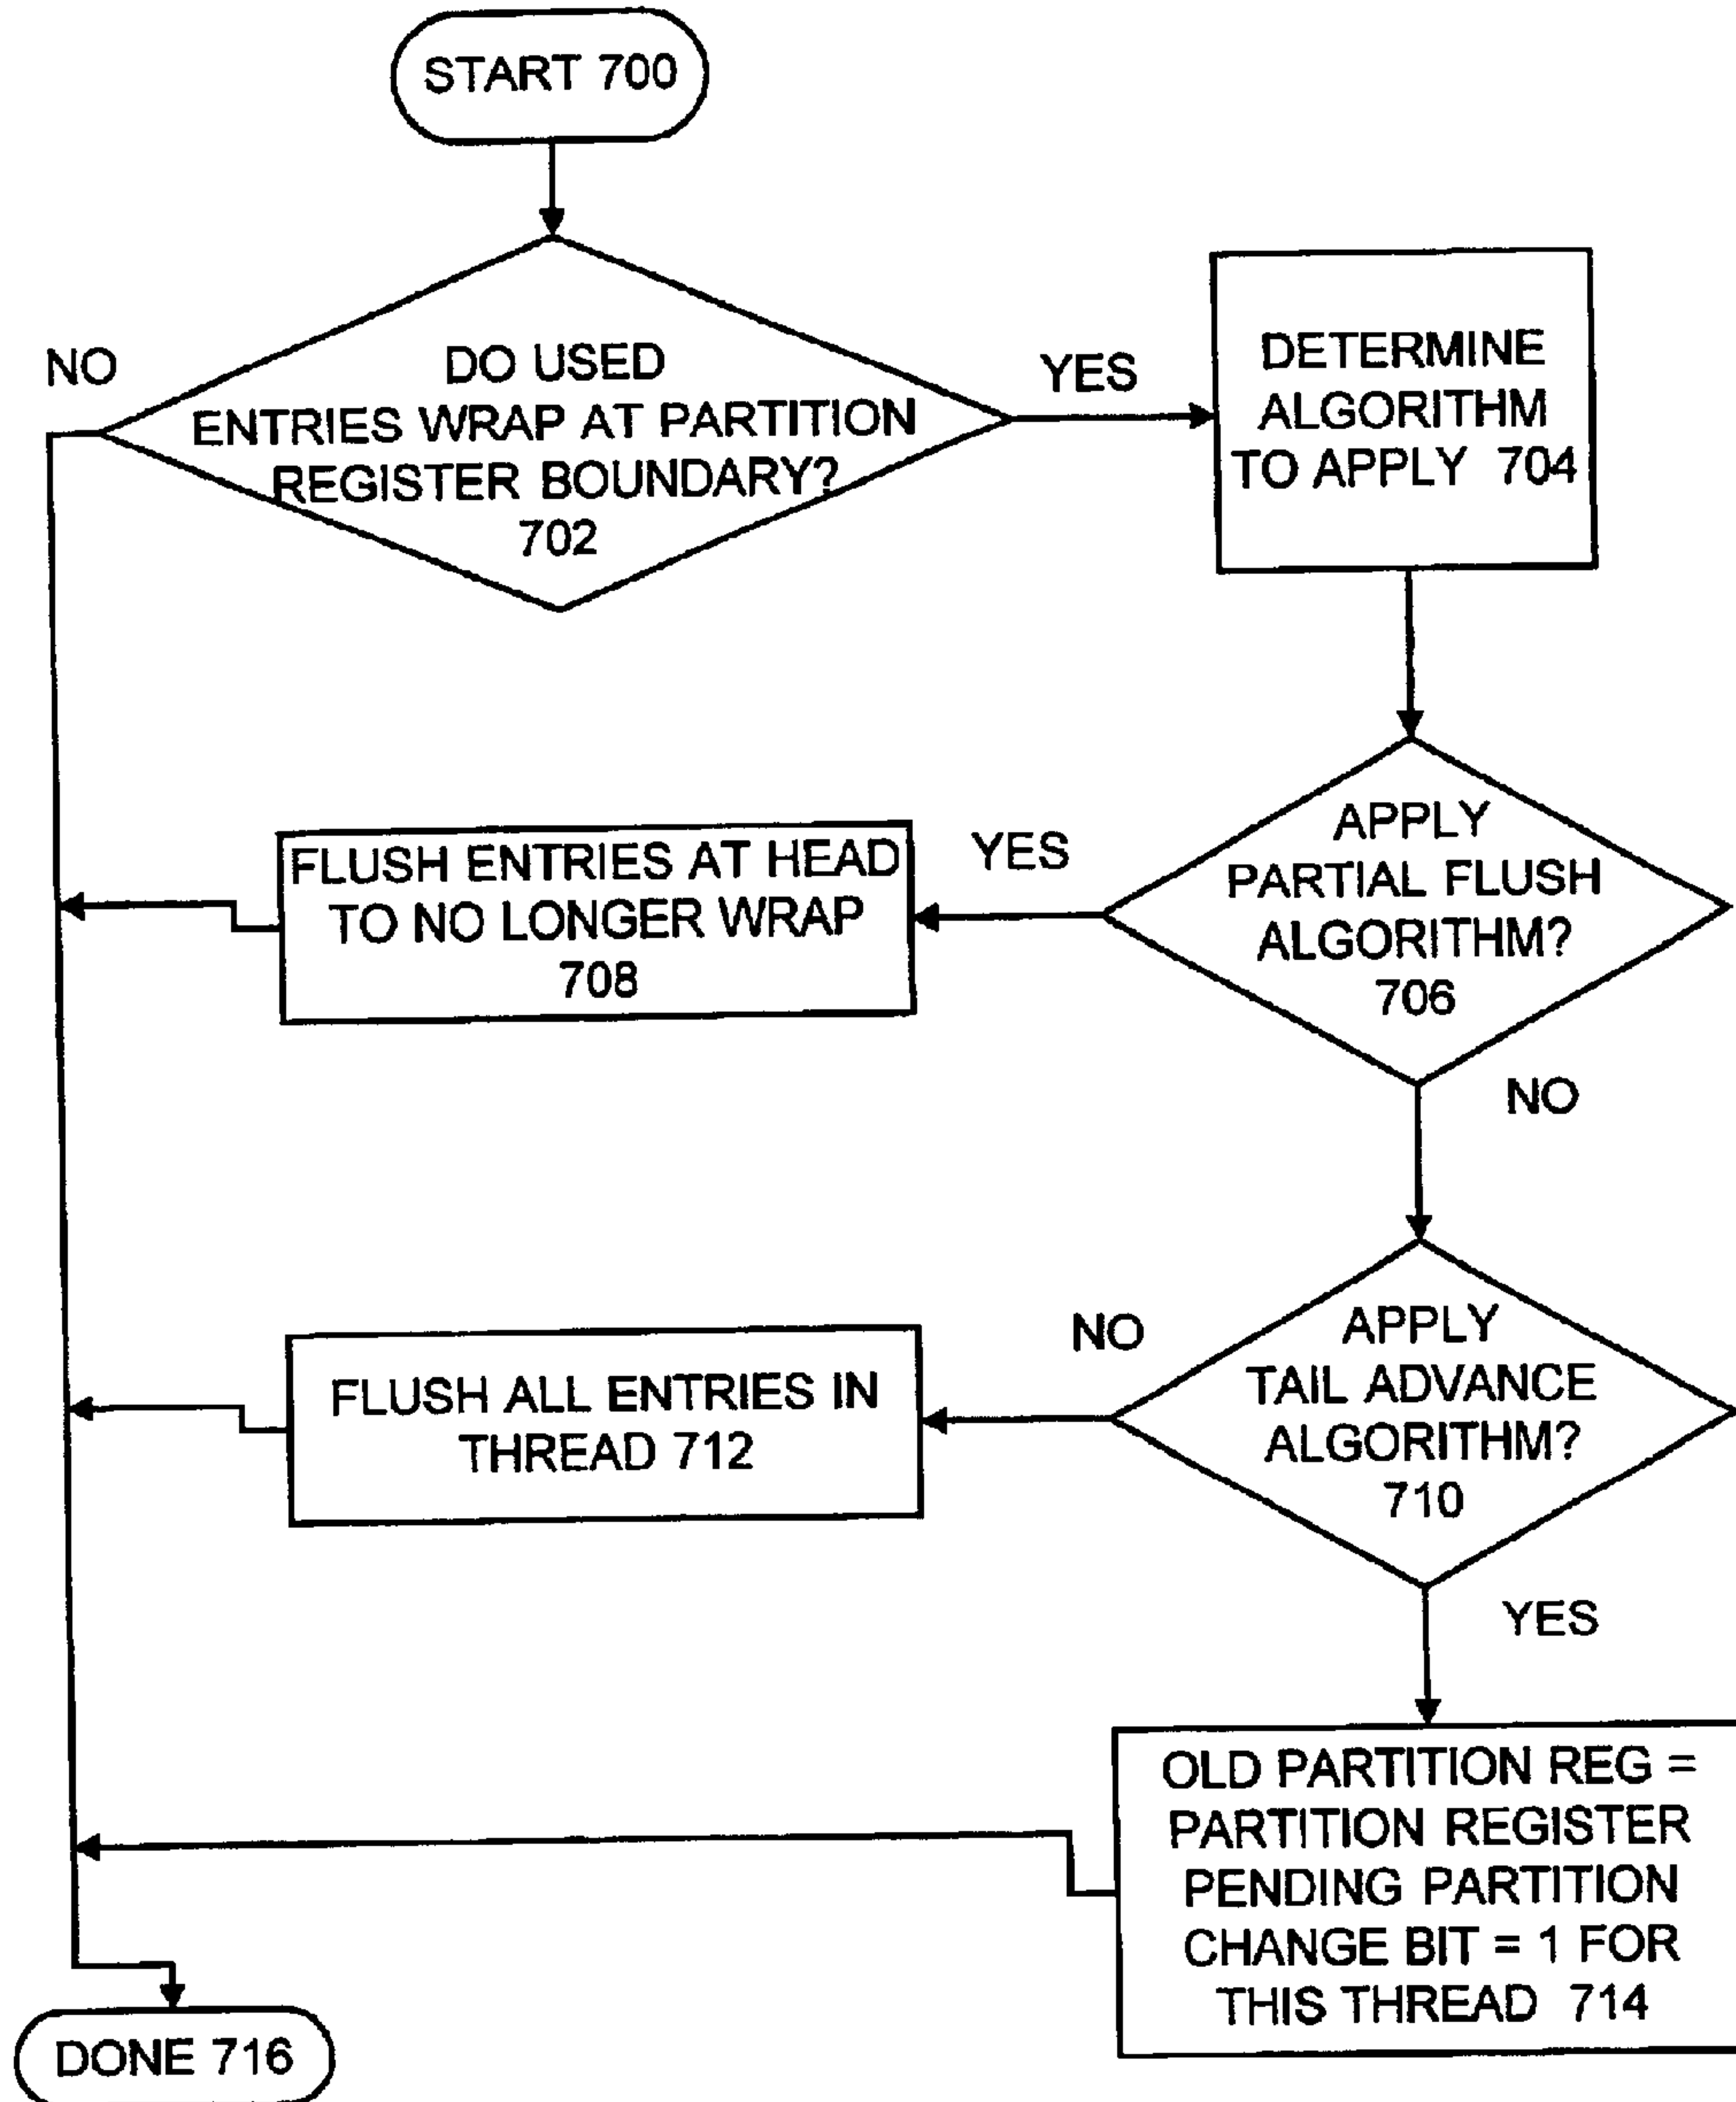 START 700
NO
DO USED
ENTRIES WRAP AT PARTITION
REGISTER BOUNDARY?
702
YES
DETERMINE
ALGORITHM
TO APPLY 704
APPLY
PARTIAL FLUSH
ALGORITHM?
706
YES
FLUSH ENTRIES AT HEAD
TO NO LONGER WRAP
708
NO
APPLY
TAIL ADVANCE
ALGORITHM?
710
NO
FLUSH ALL ENTRIES IN
THREAD 712
YES
OLD PARTITION REG =
PARTITION REGISTER
PENDING PARTITION
CHANGE BIT = 1 FOR
THIS THREAD 714
DONE 716